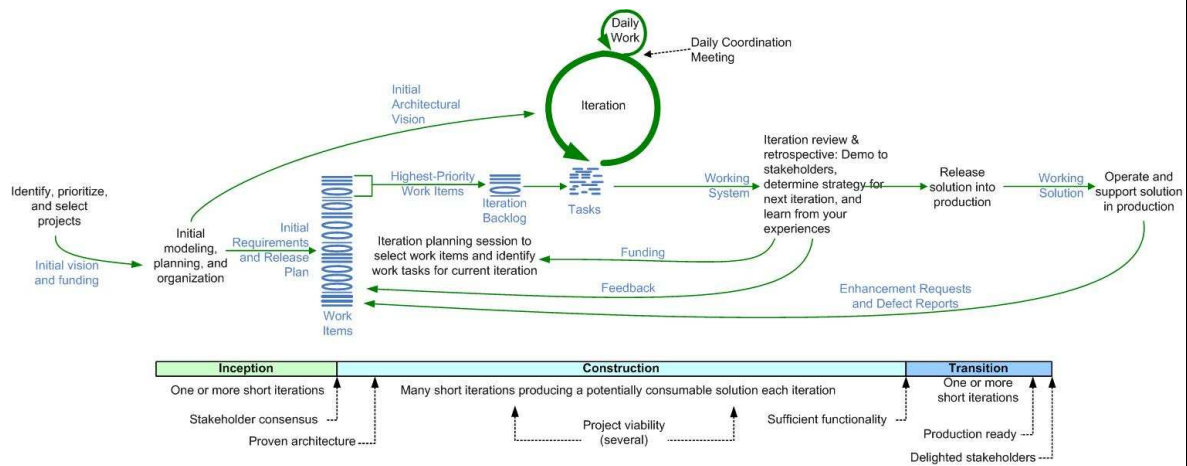 Daily
Work
Daily Coordination
Meeting
Initial
Architectural
Vision
Iteration
Identify, prioritize,
and select
projects
Initial vision
and funding
Initial
modeling,
planning, and
organization
Initial
Requirements
and Release
Plan
Work
Items
Highest-Priority
Work Items
Iteration
Backlog
Tasks
Working
System
Iteration review &
retrospective: Demo to
stakeholders,
determine strategy for
next iteration, and
learn from your
experiences
Release
solution into
production
Working
Solution
Operate and
support solution
in production
Iteration planning session to
select work items and identify
work tasks for current iteration
Funding
Feedback
Enhancement Requests
and Defect Reports
Inception
Construction
Transition
One or more short iterations
Many short iterations producing a potentially consumable solution each iteration
One or more
short iterations
Stakeholder consensus
Proven architecture
Project viability
(several)
Sufficient functionality
Production ready
Delighted stakeholders